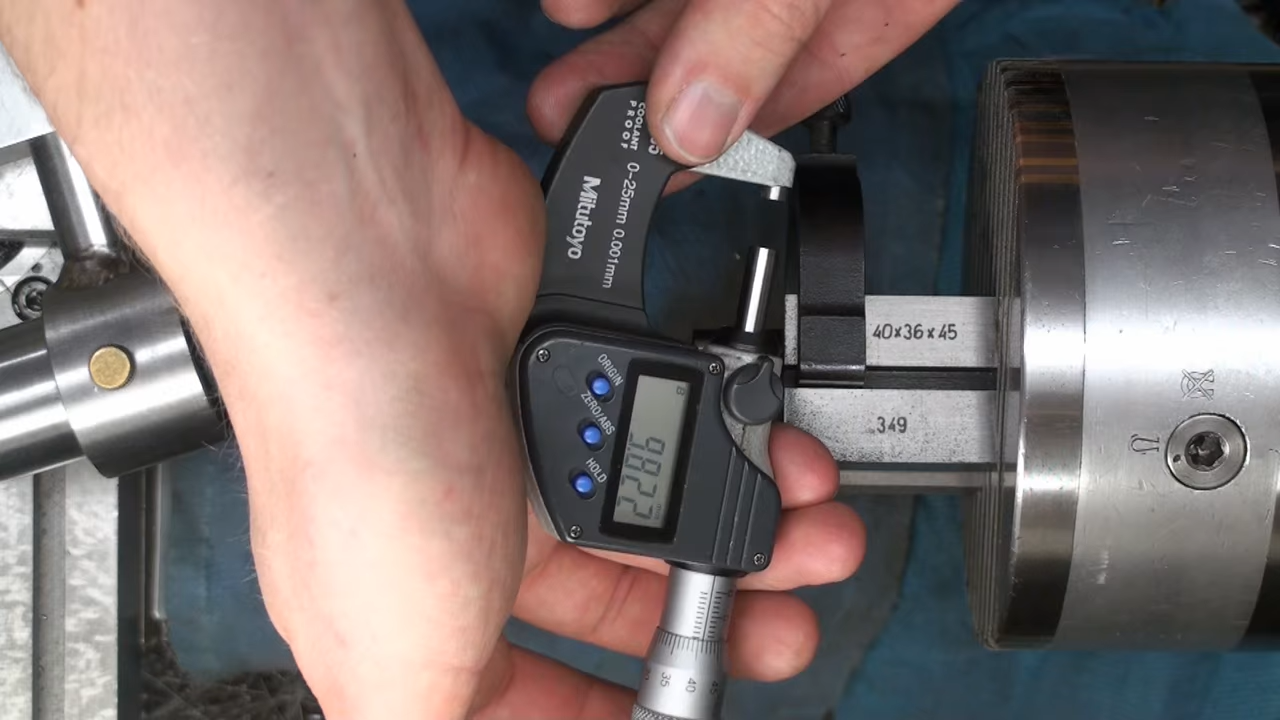 COOLANT
PROOF
0-25mm 0.001mm
Mitutoyo
ORIGIN
ZERO/ABS
HOLD
9.822
35
40
45
40x36x45
349